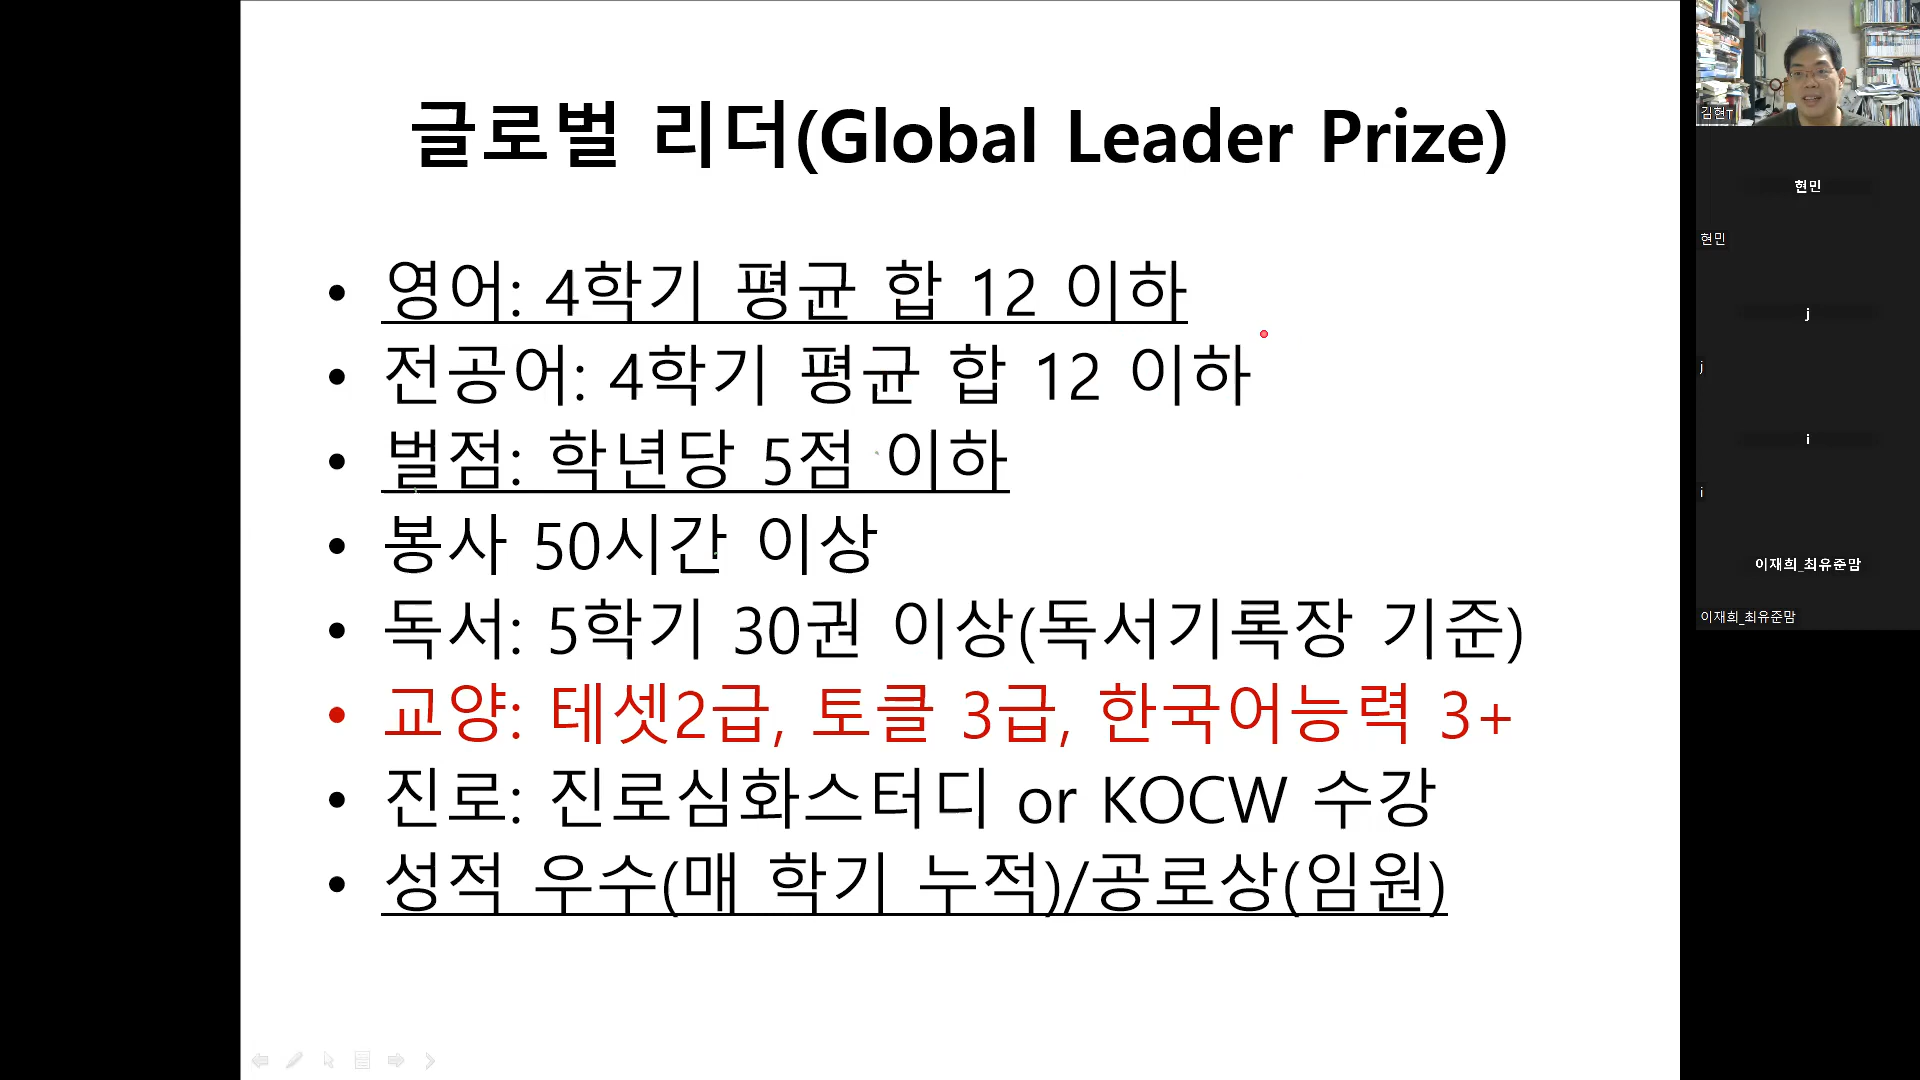 글로벌 리더(Global Leader Prize)
• 영어: 4학기 평균 합 12 이하
• 전공어: 4학기 평균 합 12 이하
• 벌점: 학년당 5점 이하
• 봉사 50시간 이상
• 독서: 5학기 30권 이상(독서기록장 기준)
• 교양: 테셋2급, 토클 3급, 한국어능력 3+
• 진로: 진로심화스터디 or KOCW 수강
• 성적 우수(매 학기 누적)/공로상(임원)
김현T
현민
현민
j
j
i
i
이재희_최유준맘
이재희_최유준맘